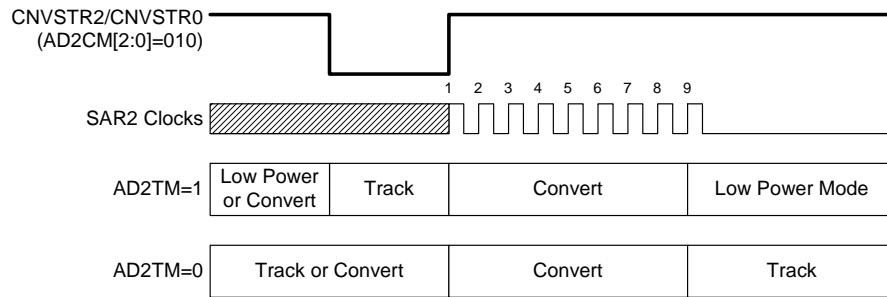 CNVSTR2/CNVSTR0
(AD2CM[2:0]=010)
1 2 3 4 5 6 7 8 9
SAR2 Clocks
AD2TM=1
Low Power
or Convert
Track
Convert
Low Power Mode
AD2TM=0
Track or Convert
Convert
Track